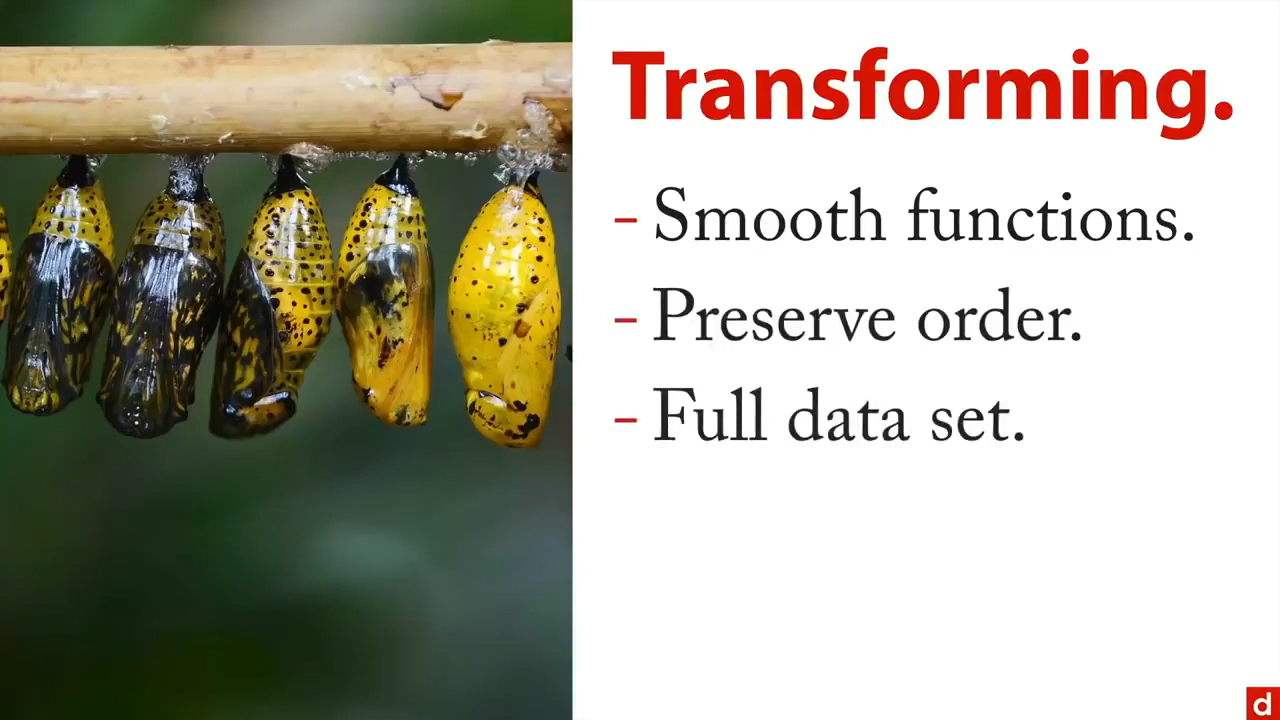 Transforming.
- Smooth functions.
- Preserve order.
- Full data set.
d